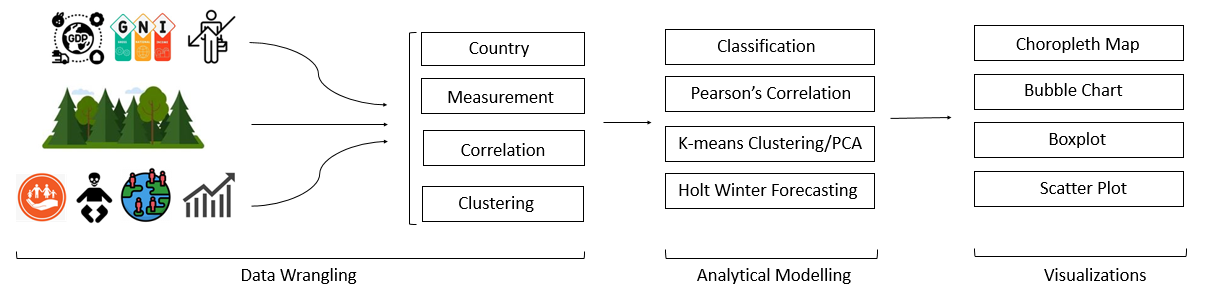 GDP
G N I
Country
Measurement
Correlation
Clustering
Classification
Pearson's Correlation
K-means Clustering/PCA
Holt Winter Forecasting
Choropleth Map
Bubble Chart
Boxplot
Scatter Plot
Data Wrangling
Analytical Modelling
Visualizations